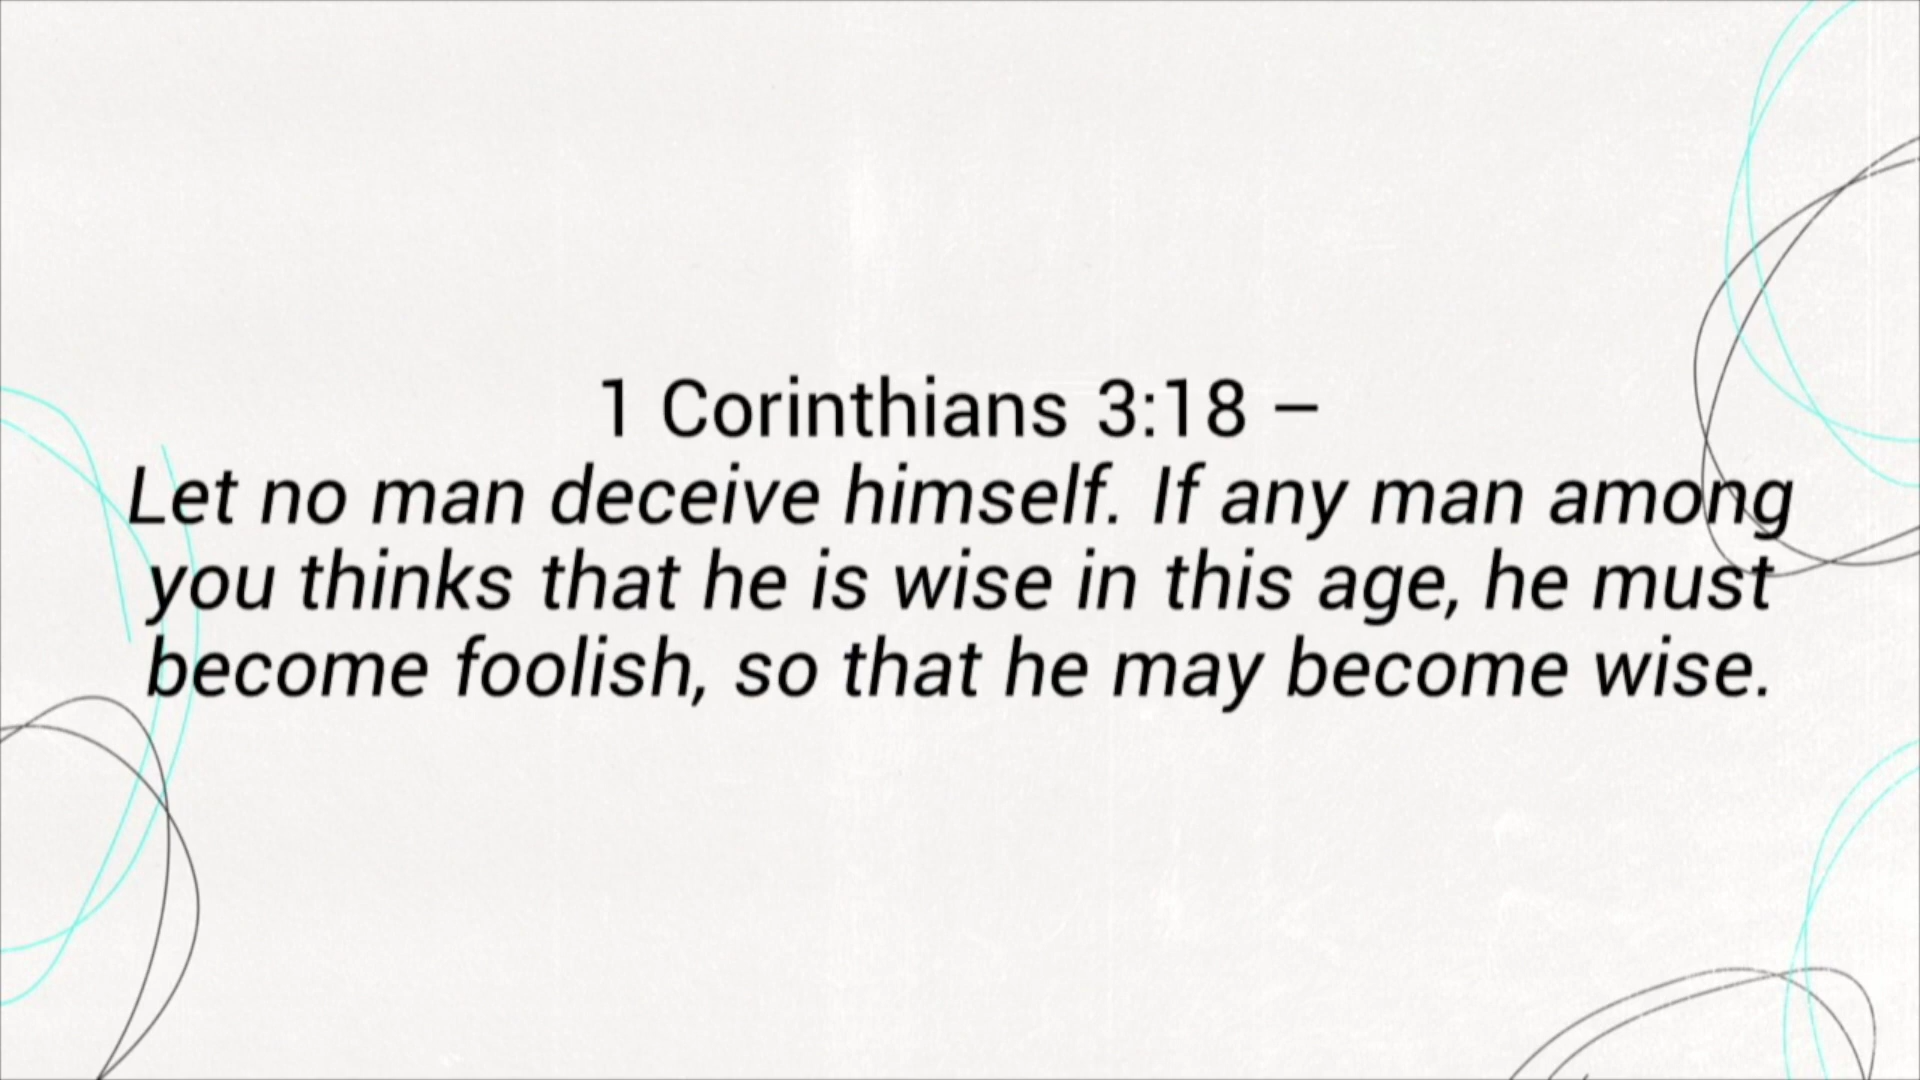 1 Corinthians 3:18 –
Let no man deceive himself. If any man among
you thinks that he is wise in this age, he must
become foolish, so that he may become wise.